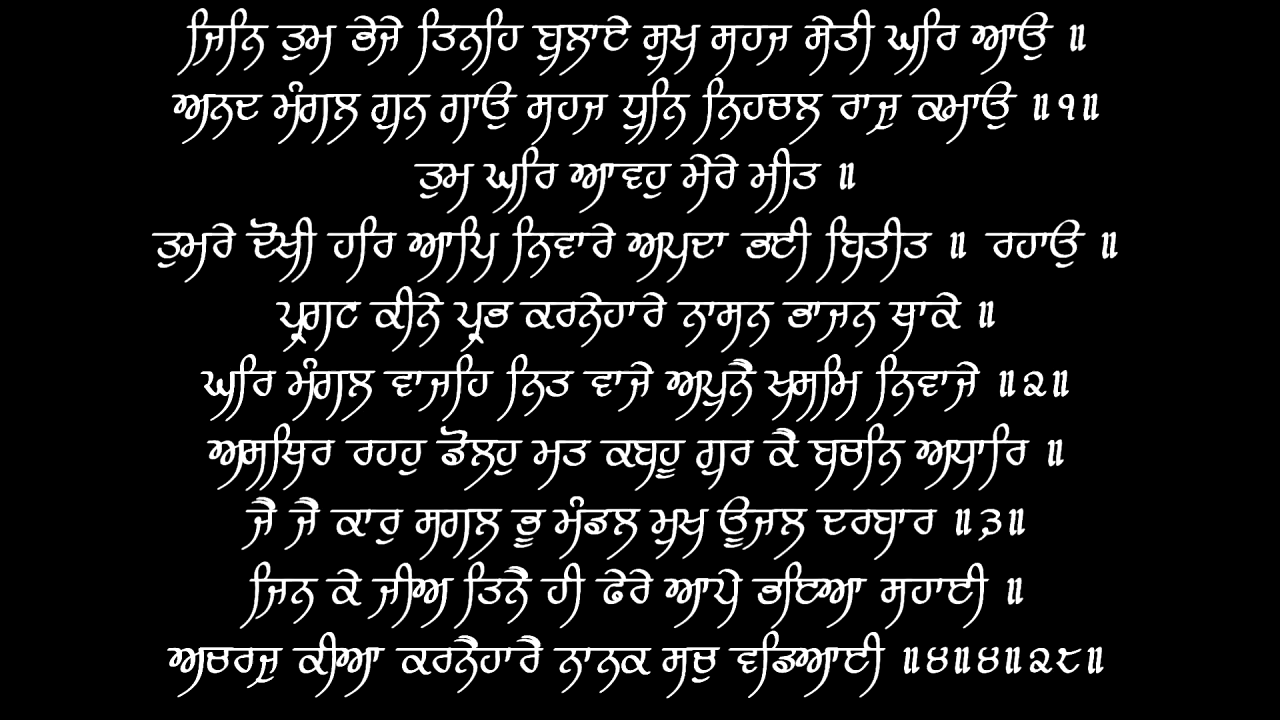 ਜਿਨਿ ਤੁਮ ਭੇਜੇ ਤਿਨਹਿ ਬੁਲਾਏ ਸੁਖ ਸਹਜ ਸੇਤੀ ਘਰਿ ਆਉ ॥
ਅਨਦ ਮੰਗਲ ਗੁਨ ਗਾਉ ਸਹਜ ਧੁਨਿ ਨਿਹਚਲ ਰਾਜੁ ਕਮਾਉ ॥੧॥
ਤੁਮ ਘਰਿ ਆਵਹੁ ਮੇਰੇ ਮੀਤ ॥
ਤੁਮਰੇ ਦੋਖੀ ਹਰਿ ਆਪਿ ਨਿਵਾਰੇ ਅਪਦਾ ਭਈ ਬਿਤੀਤ ॥ ਰਹਾਉ ॥
ਪ੍ਰਗਟ ਕੀਨੇ ਪ੍ਰਭ ਕਰਨੇਹਾਰੇ ਨਾਸਨ ਭਾਜਨ ਥਾਕੇ ॥
ਘਰਿ ਮੰਗਲ ਵਾਜਹਿ ਨਿਤ ਵਾਜੇ ਅਪੁਨੈ ਖਸਮਿ ਨਿਵਾਜੇ ॥੨॥
ਅਸਥਿਰ ਰਹਹੁ ਡੋਲਹੁ ਮਤ ਕਬਹੂ ਗੁਰ ਕੈ ਬਚਨਿ ਅਧਾਰਿ ॥
ਜੈ ਜੈ ਕਾਰੁ ਸਗਲ ਭੂ ਮੰਡਲ ਮੁਖ ਊਜਲ ਦਰਬਾਰ ॥੩॥
ਜਿਨ ਕੇ ਜੀਅ ਤਿਨੈ ਹੀ ਫੇਰੇ ਆਪੇ ਭਇਆ ਸਹਾਈ ॥
ਅਚਰਜੁ ਕੀਆ ਕਰਨੈਹਾਰੈ ਨਾਨਕ ਸਚੁ ਵਡਿਆਈ ॥੪॥੪॥੨੮॥